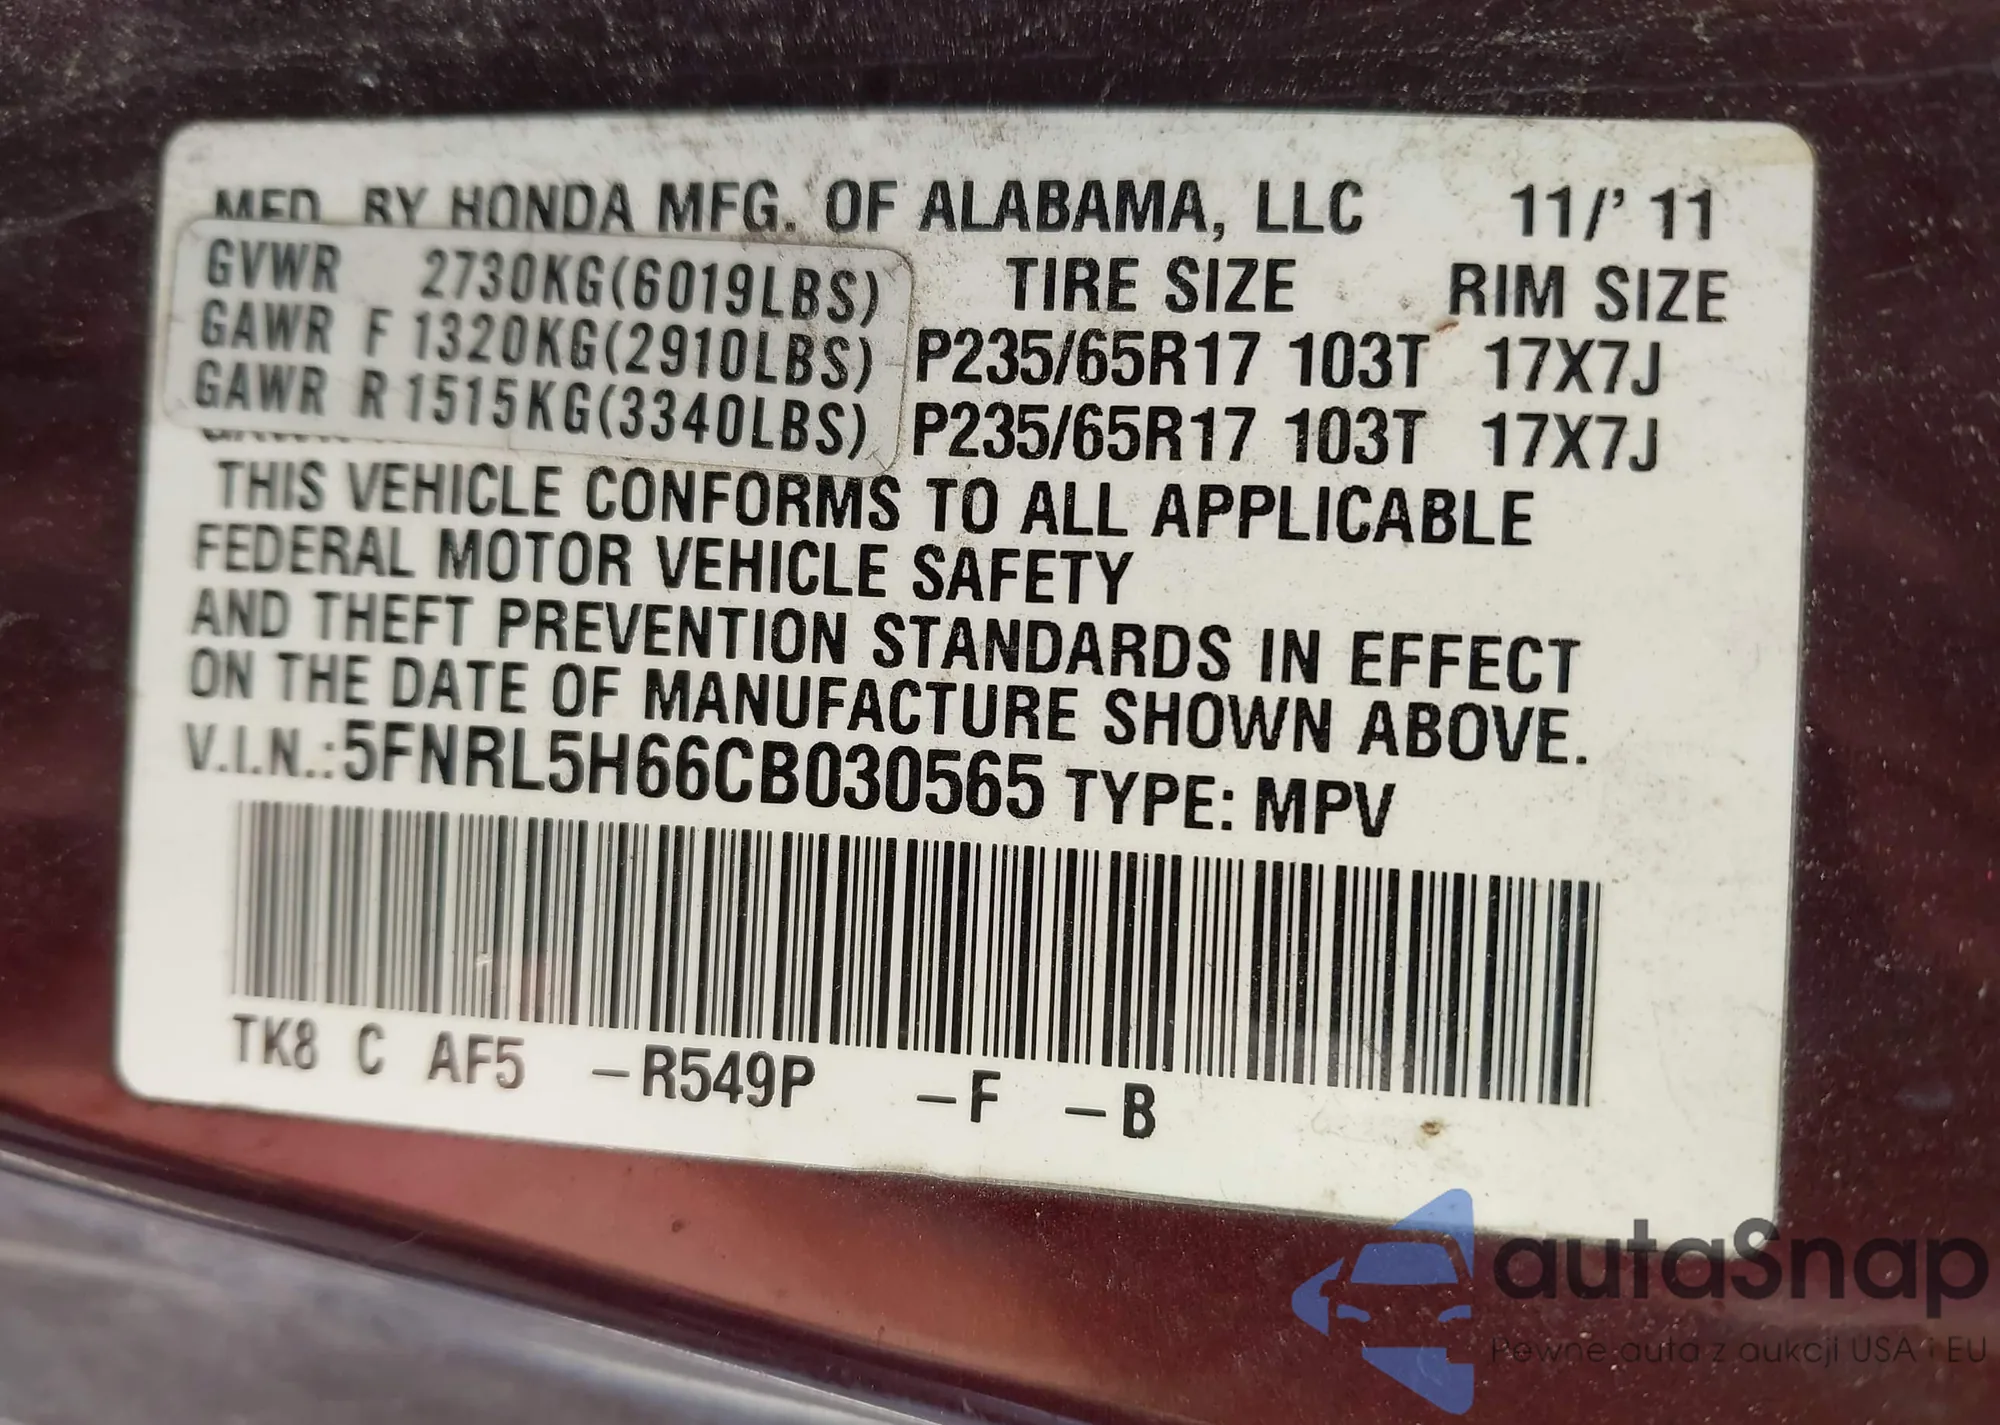 MFD. BY HONDA MFG. OF ALABAMA, LLC 11/'11
GVWR 2730KG(6019LBS) TIRE SIZE RIM SIZE
GAWR F 1320KG(2910LBS) P235/65R17 103T 17X7J
GAWR R 1515KG(3340LBS) P235/65R17 103T 17X7J
THIS VEHICLE CONFORMS TO ALL APPLICABLE
FEDERAL MOTOR VEHICLE SAFETY
AND THEFT PREVENTION STANDARDS IN EFFECT
ON THE DATE OF MANUFACTURE SHOWN ABOVE.
V.I.N.:5FNRL5H66CB030565 TYPE: MPV
TK8 C AF5 –R549P –F –B
autaSnap
Pewne auta z aukcji USA i EU